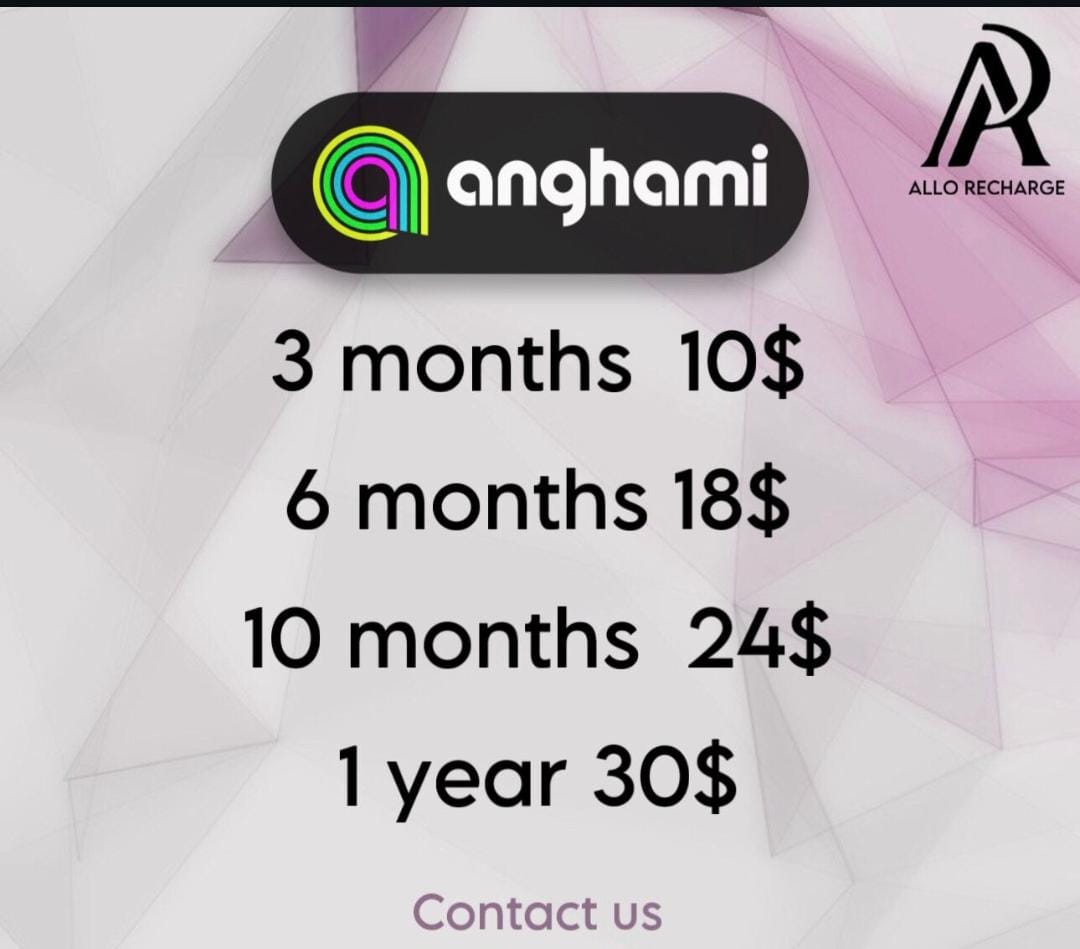 anghami
ALLO RECHARGE
3 months 10$
6 months 18$
10 months 24$
1 year 30$
Contact us